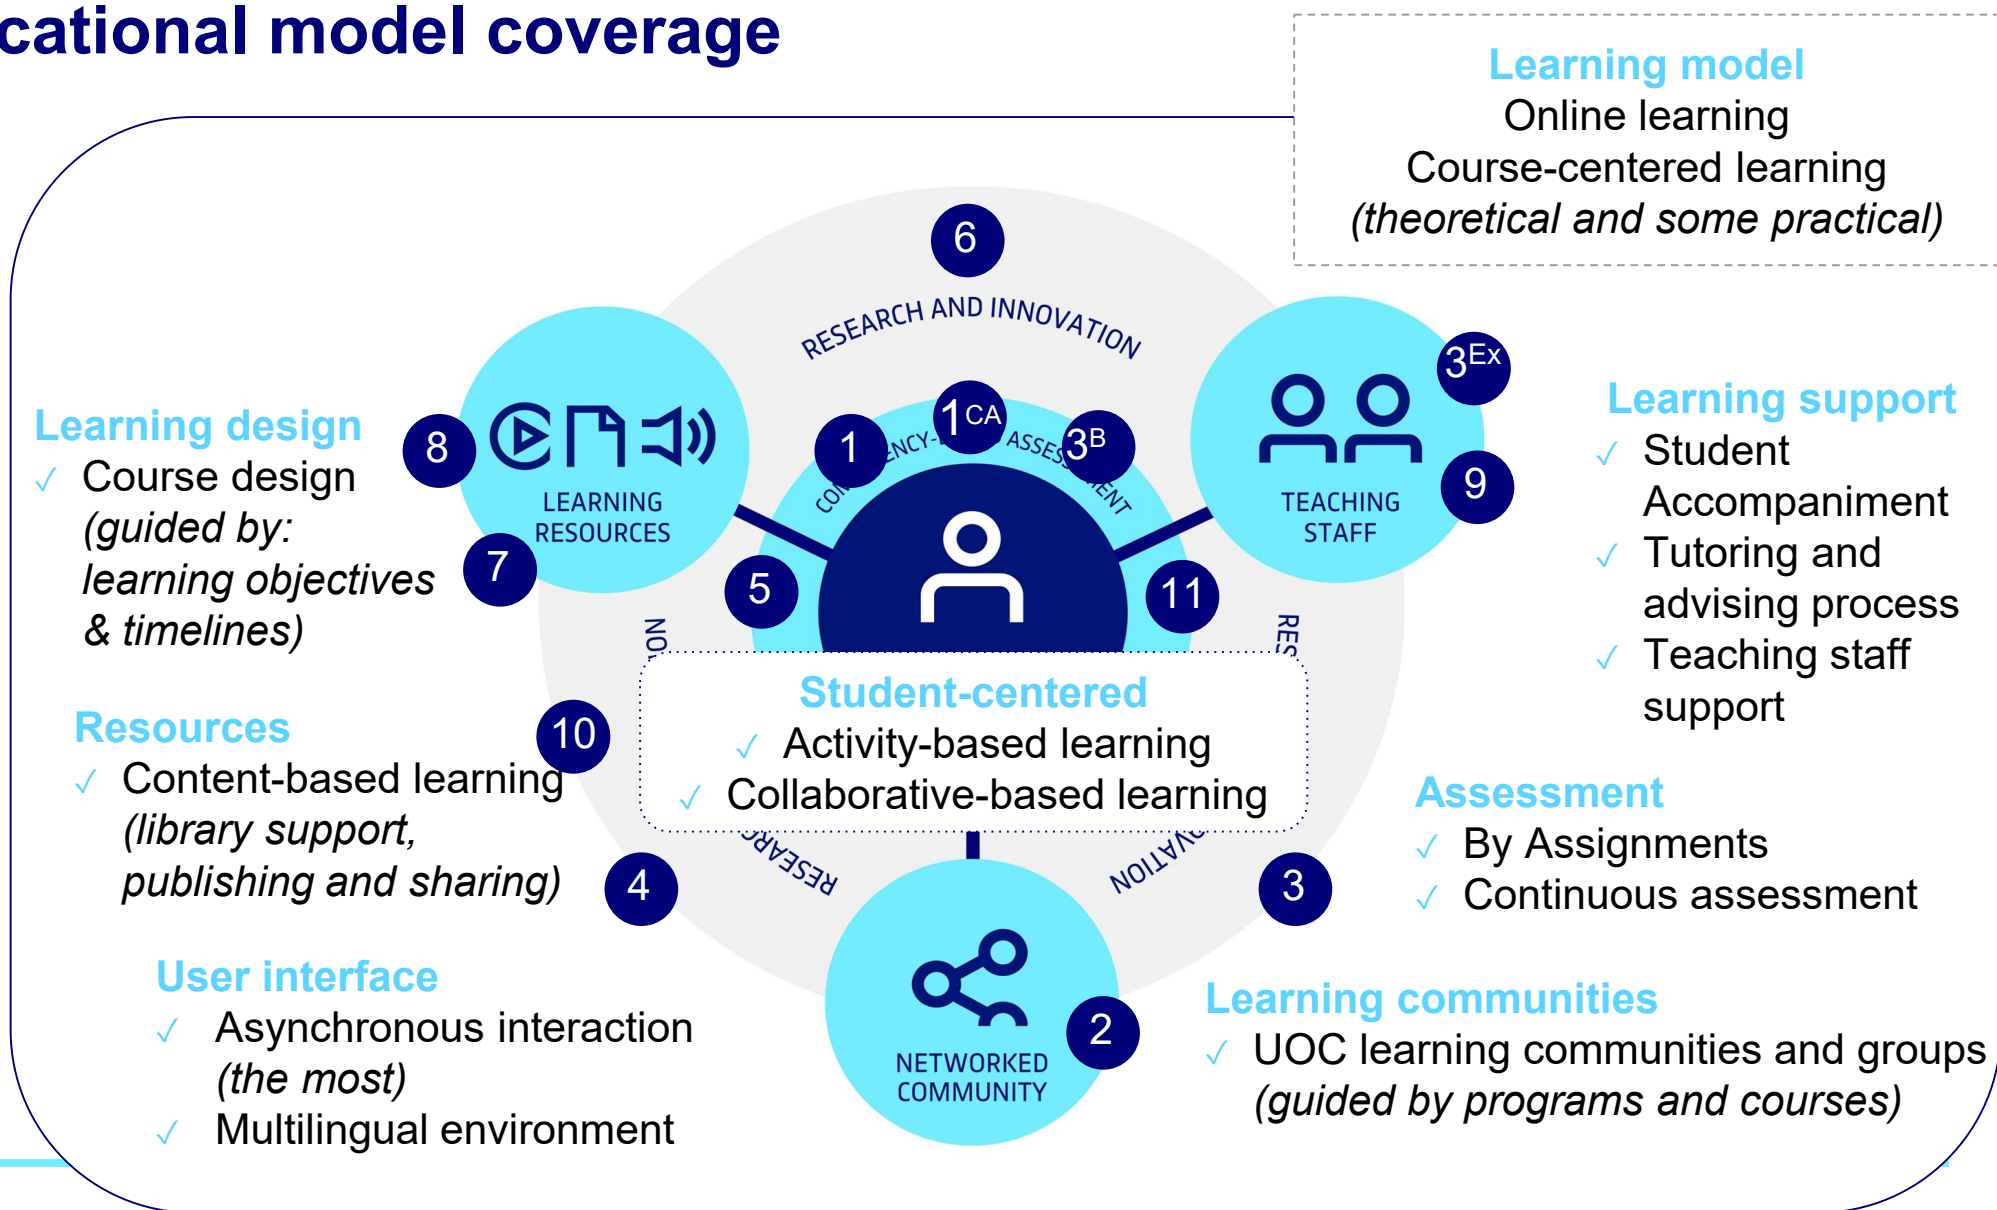 cational model coverage
Learning model
Online learning
Course-centered learning
(theoretical and some practical)
6
RESEARCH AND INNOVATION
3Ex
1CA
1
3B
8
9
LEARNING
RESOURCES
TEACHING
STAFF
7
5
11
Learning design
✓ Course design
(guided by:
learning objectives
& timelines)
Learning support
✓ Student
Accompaniment
✓ Tutoring and
advising process
✓ Teaching staff
support
Student-centered
✓ Activity-based learning
✓ Collaborative-based learning
10
Resources
✓ Content-based learning
(library support,
publishing and sharing)
4
3
Assessment
✓ By Assignments
✓ Continuous assessment
User interface
✓ Asynchronous interaction
(the most)
✓ Multilingual environment
2
NETWORKED
COMMUNITY
Learning communities
✓ UOC learning communities and groups
(guided by programs and courses)